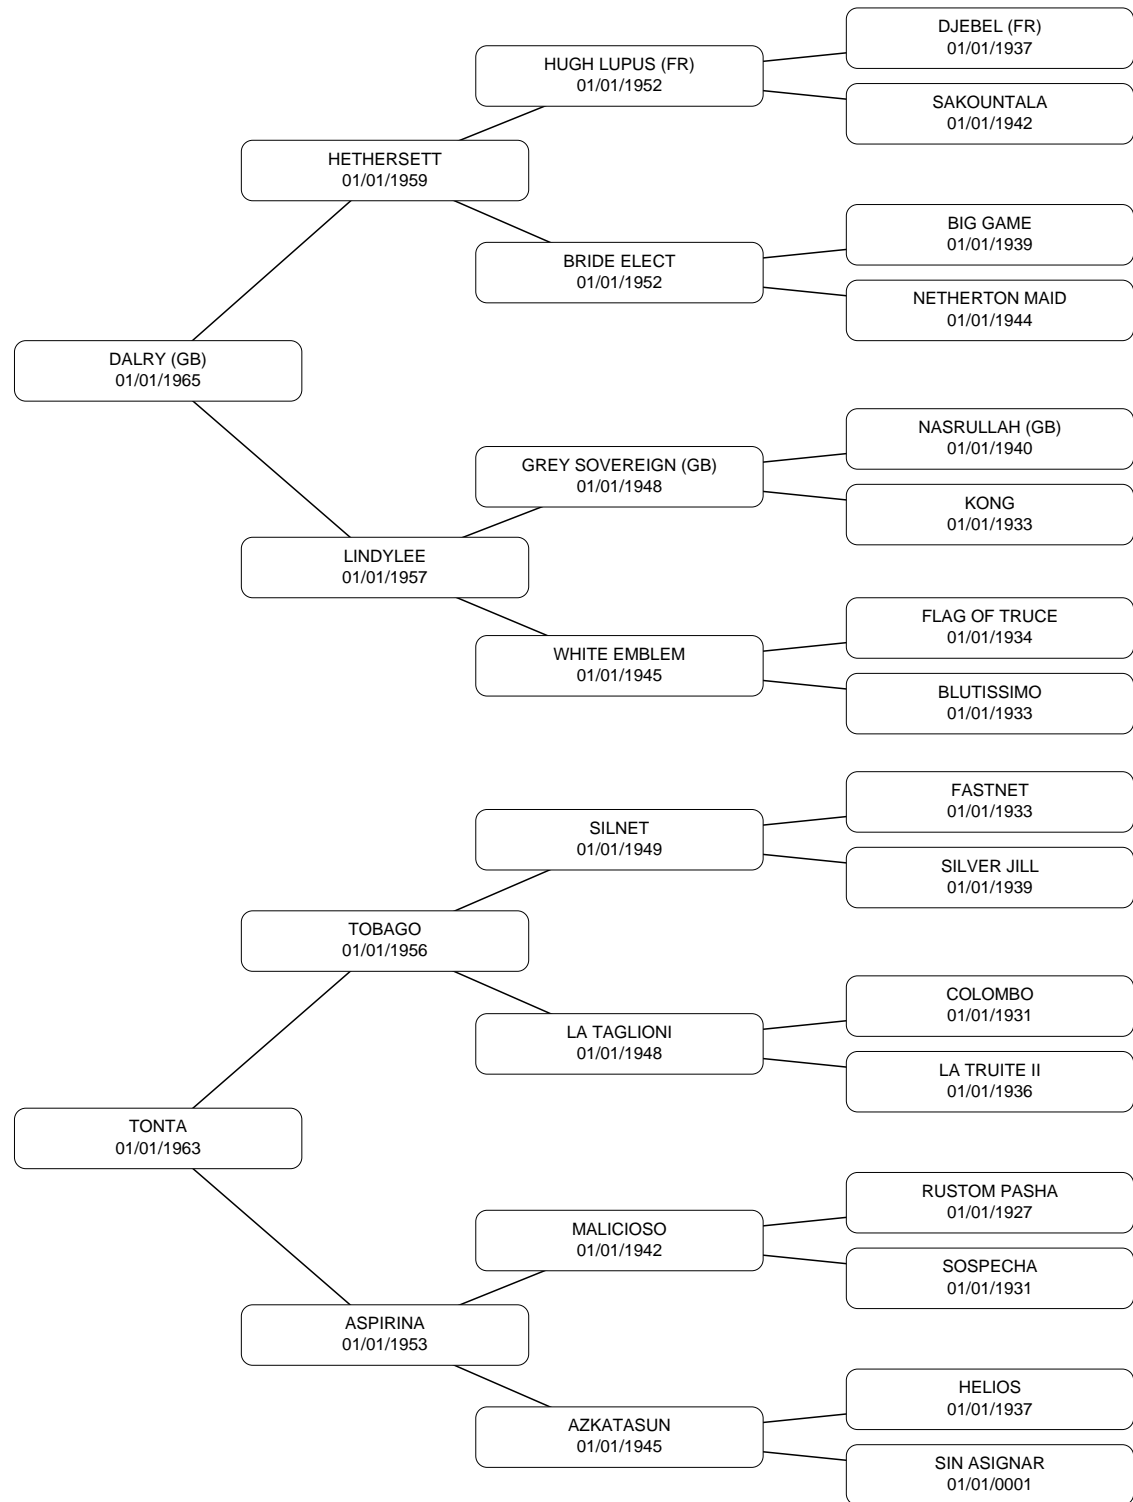 DJEBEL (FR)
01/01/1937
HUGH LUPUS (FR)
01/01/1952
SAKOUNTALA
01/01/1942
HETHERSETT
01/01/1959
BIG GAME
01/01/1939
BRIDE ELECT
01/01/1952
NETHERTON MAID
01/01/1944
DALRY (GB)
01/01/1965
NASRULLAH (GB)
01/01/1940
GREY SOVEREIGN (GB)
01/01/1948
KONG
01/01/1933
LINDYLEE
01/01/1957
FLAG OF TRUCE
01/01/1934
WHITE EMBLEM
01/01/1945
BLUTISSIMO
01/01/1933
FASTNET
01/01/1933
SILNET
01/01/1949
SILVER JILL
01/01/1939
TOBAGO
01/01/1956
COLOMBO
01/01/1931
LA TAGLIONI
01/01/1948
LA TRUITE II
01/01/1936
TONTA
01/01/1963
RUSTOM PASHA
01/01/1927
MALICIOSO
01/01/1942
SOSPECHA
01/01/1931
ASPIRINA
01/01/1953
HELIOS
01/01/1937
AZKATASUN
01/01/1945
SIN ASIGNAR
01/01/0001